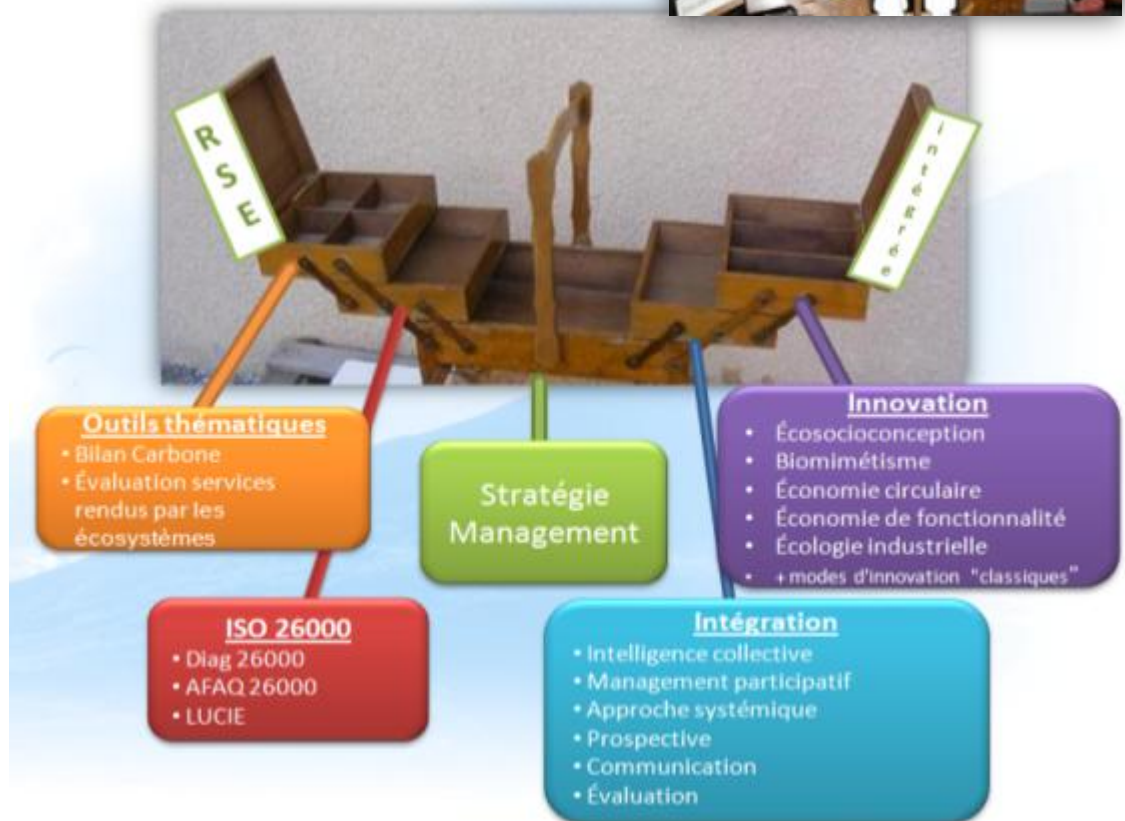 RSE
intégrée
Outils thématiques
• Bilan Carbone
• Évaluation services
rendus par les
écosystèmes
Stratégie
Management
Innovation
• Écosocioconception
• Biomimétisme
• Économie circulaire
• Économie de fonctionnalité
• Écologie industrielle
• + modes d'innovation "classiques"
ISO 26000
• Diag 26000
• AFAQ 26000
• LUCIE
Intégration
• Intelligence collective
• Management participatif
• Approche systémique
• Prospective
• Communication
• Évaluation